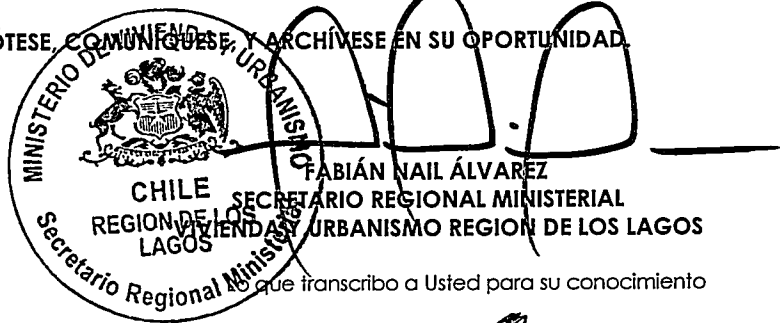 ÓTESE, COMUNÍQUESE, Y ARCHÍVESE EN SU OPORTUNIDAD.
MINISTERIO DE VIVIENDA Y URBANISMO
CHILE
REGION DE LOS
LAGOS
Secretario Regional Ministerial
FABIÁN NAIL ÁLVAREZ
SECRETARIO REGIONAL MINISTERIAL
VIVIENDA Y URBANISMO REGION DE LOS LAGOS
Lo que transcribo a Usted para su conocimiento